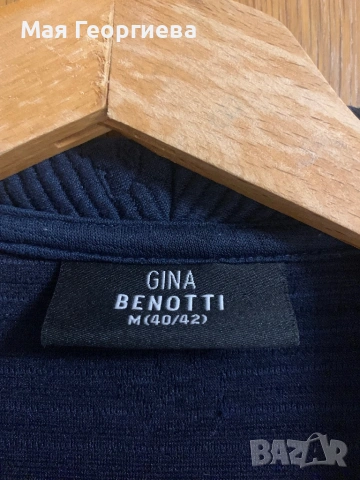 Мая Георгиева
GINA
BENOTTI
M(40/42)
BAZAR